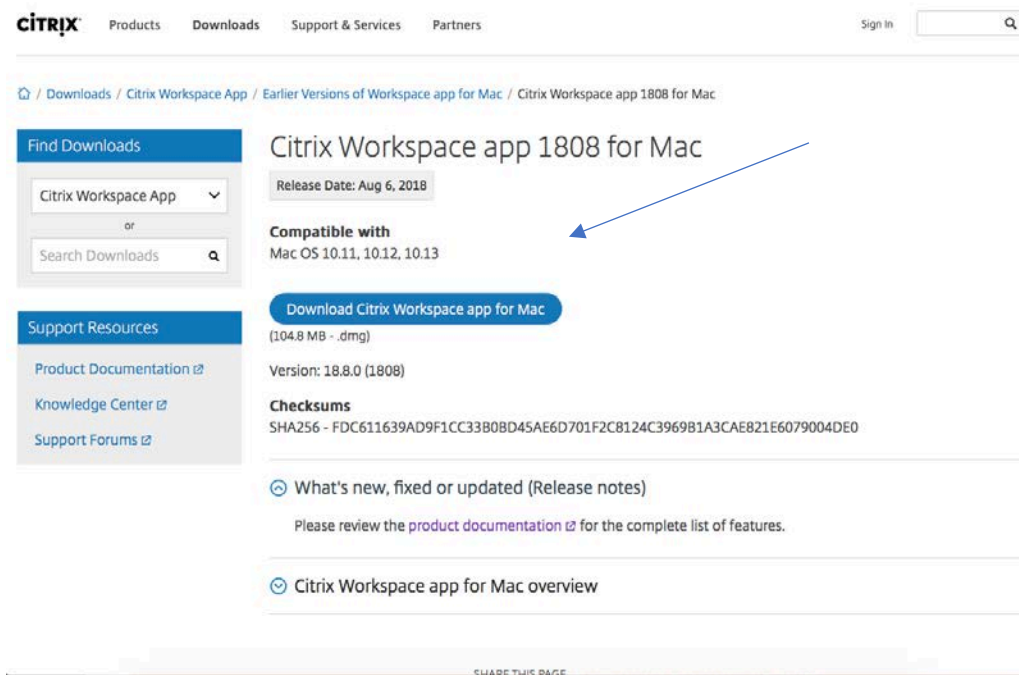 CITRIX Products Downloads Support & Services Partners Sign In
/ Downloads / Citrix Workspace App / Earlier Versions of Workspace app for Mac / Citrix Workspace app 1808 for Mac
Find Downloads
Citrix Workspace App
or
Search Downloads
Support Resources
Product Documentation
Knowledge Center
Support Forums
Citrix Workspace app 1808 for Mac
Release Date: Aug 6, 2018
Compatible with
Mac OS 10.11, 10.12, 10.13
Download Citrix Workspace app for Mac
(104.8 MB - .dmg)
Version: 18.8.0 (1808)
Checksums
SHA256 - FDC611639AD9F1CC33B0BD45AE6D701F2C8124C3969B1A3CAE821E6079004DE0
What's new, fixed or updated (Release notes)
Please review the product documentation for the complete list of features.
Citrix Workspace app for Mac overview
SHARE THIS PAGE